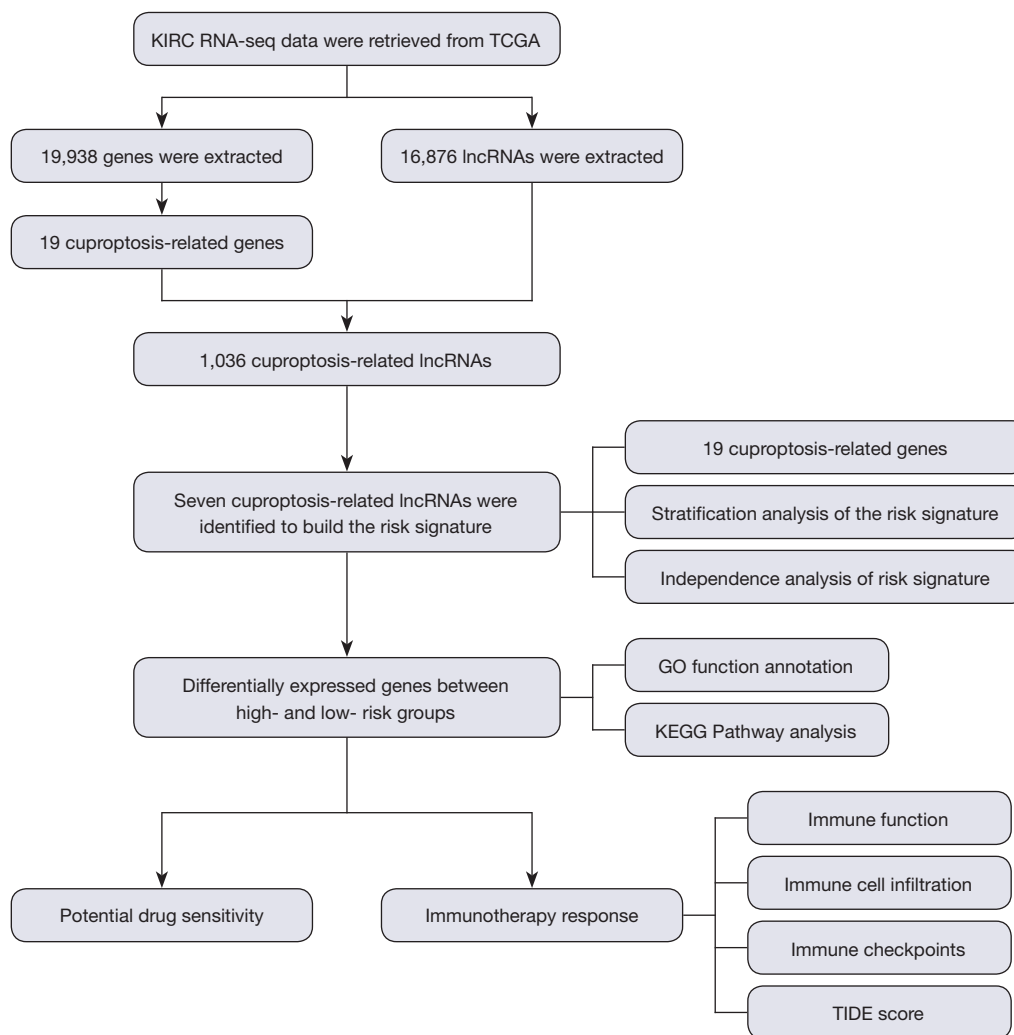 KIRC RNA-seq data were retrieved from TCGA
19,938 genes were extracted
16,876 lncRNAs were extracted
19 cuproptosis-related genes
1,036 cuproptosis-related lncRNAs
Seven cuproptosis-related lncRNAs were
identified to build the risk signature
19 cuproptosis-related genes
Stratification analysis of the risk signature
Independence analysis of risk signature
Differentially expressed genes between
high- and low- risk groups
GO function annotation
KEGG Pathway analysis
Potential drug sensitivity
Immunotherapy response
Immune function
Immune cell infiltration
Immune checkpoints
TIDE score